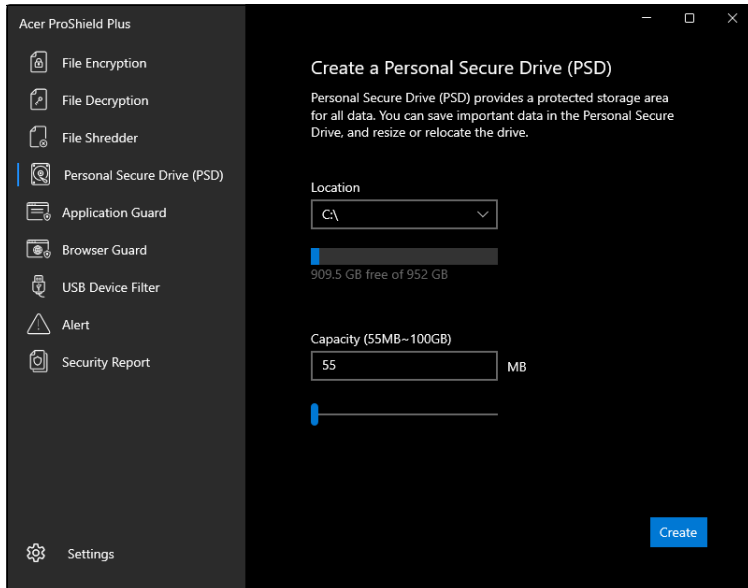 Acer ProShield Plus
File Encryption
File Decryption
File Shredder
Personal Secure Drive (PSD)
Application Guard
Browser Guard
USB Device Filter
Alert
Security Report
Settings
Create a Personal Secure Drive (PSD)
Personal Secure Drive (PSD) provides a protected storage area
for all data. You can save important data in the Personal Secure
Drive, and resize or relocate the drive.
Location
C:\
909.5 GB free of 952 GB
Capacity (55MB~100GB)
55
MB
Create